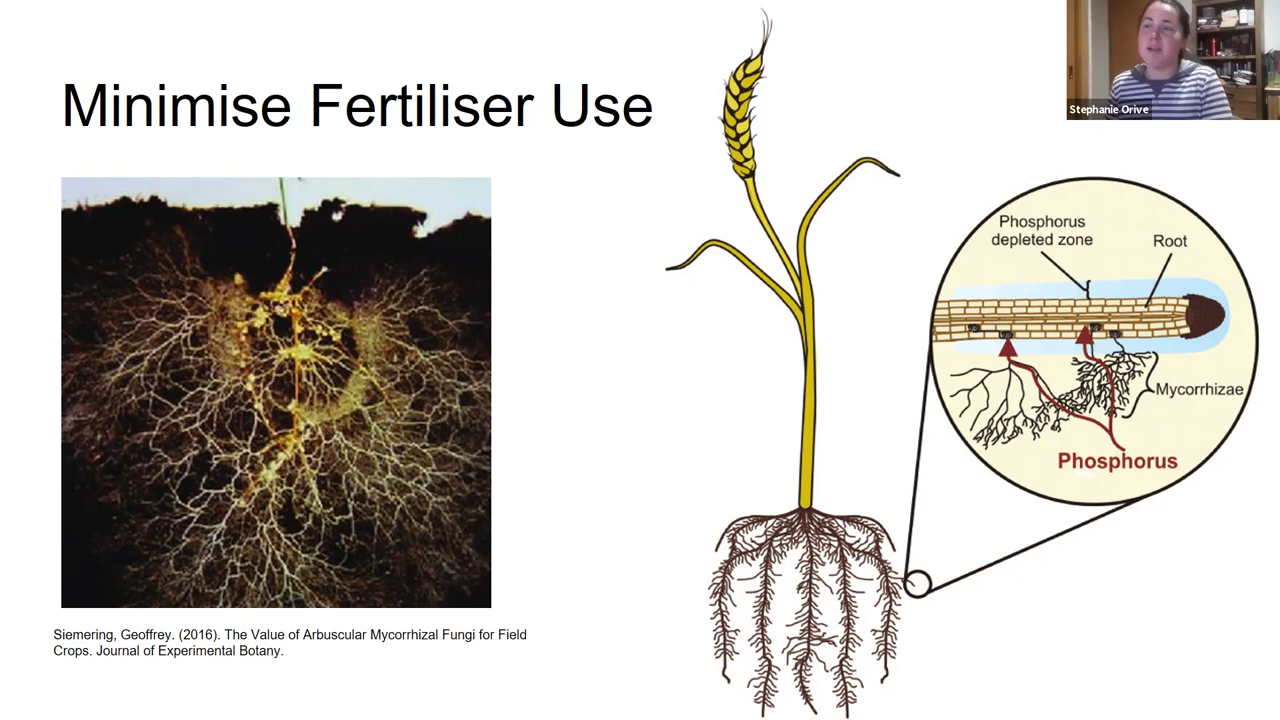 Minimise Fertiliser Use
Stephanie Orive
Phosphorus
depleted zone
Root
Mycorrhizae
Phosphorus
Siemering, Geoffrey. (2016). The Value of Arbuscular Mycorrhizal Fungi for Field
Crops. Journal of Experimental Botany.